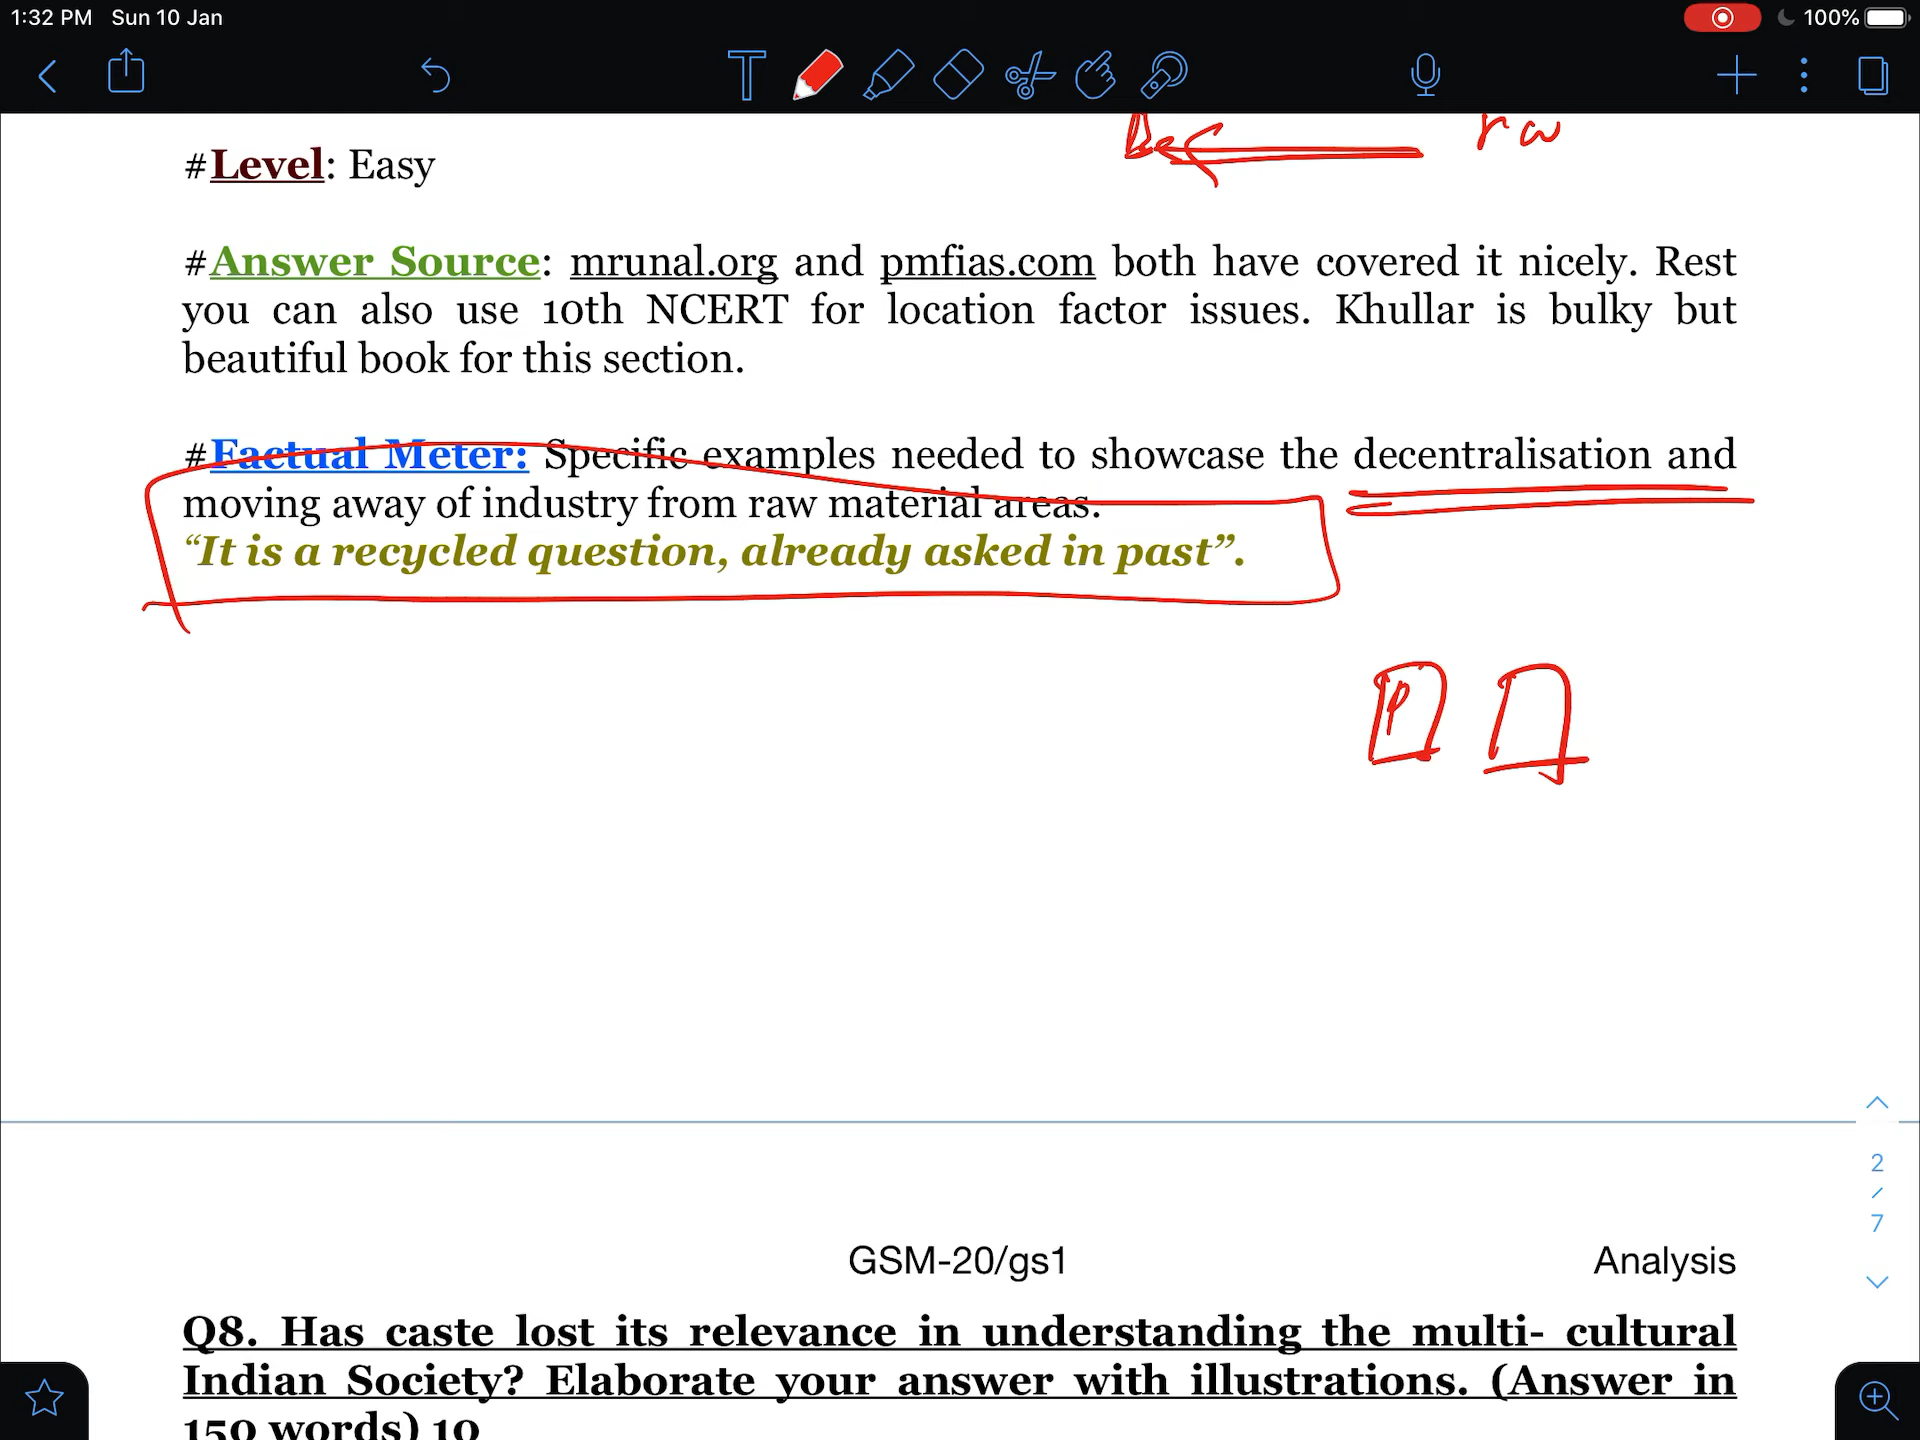 1:32 PM Sun 10 Jan 100%
#Level: Easy
#Answer Source: mrunal.org and pmfias.com both have covered it nicely. Rest
you can also use 10th NCERT for location factor issues. Khullar is bulky but
beautiful book for this section.
#Factual Meter: Specific examples needed to showcase the decentralisation and
moving away of industry from raw material areas.
“It is a recycled question, already asked in past”.
P
2
/
7
GSM-20/gs1 Analysis
Q8. Has caste lost its relevance in understanding the multi- cultural
Indian Society? Elaborate your answer with illustrations. (Answer in
150 words) 10